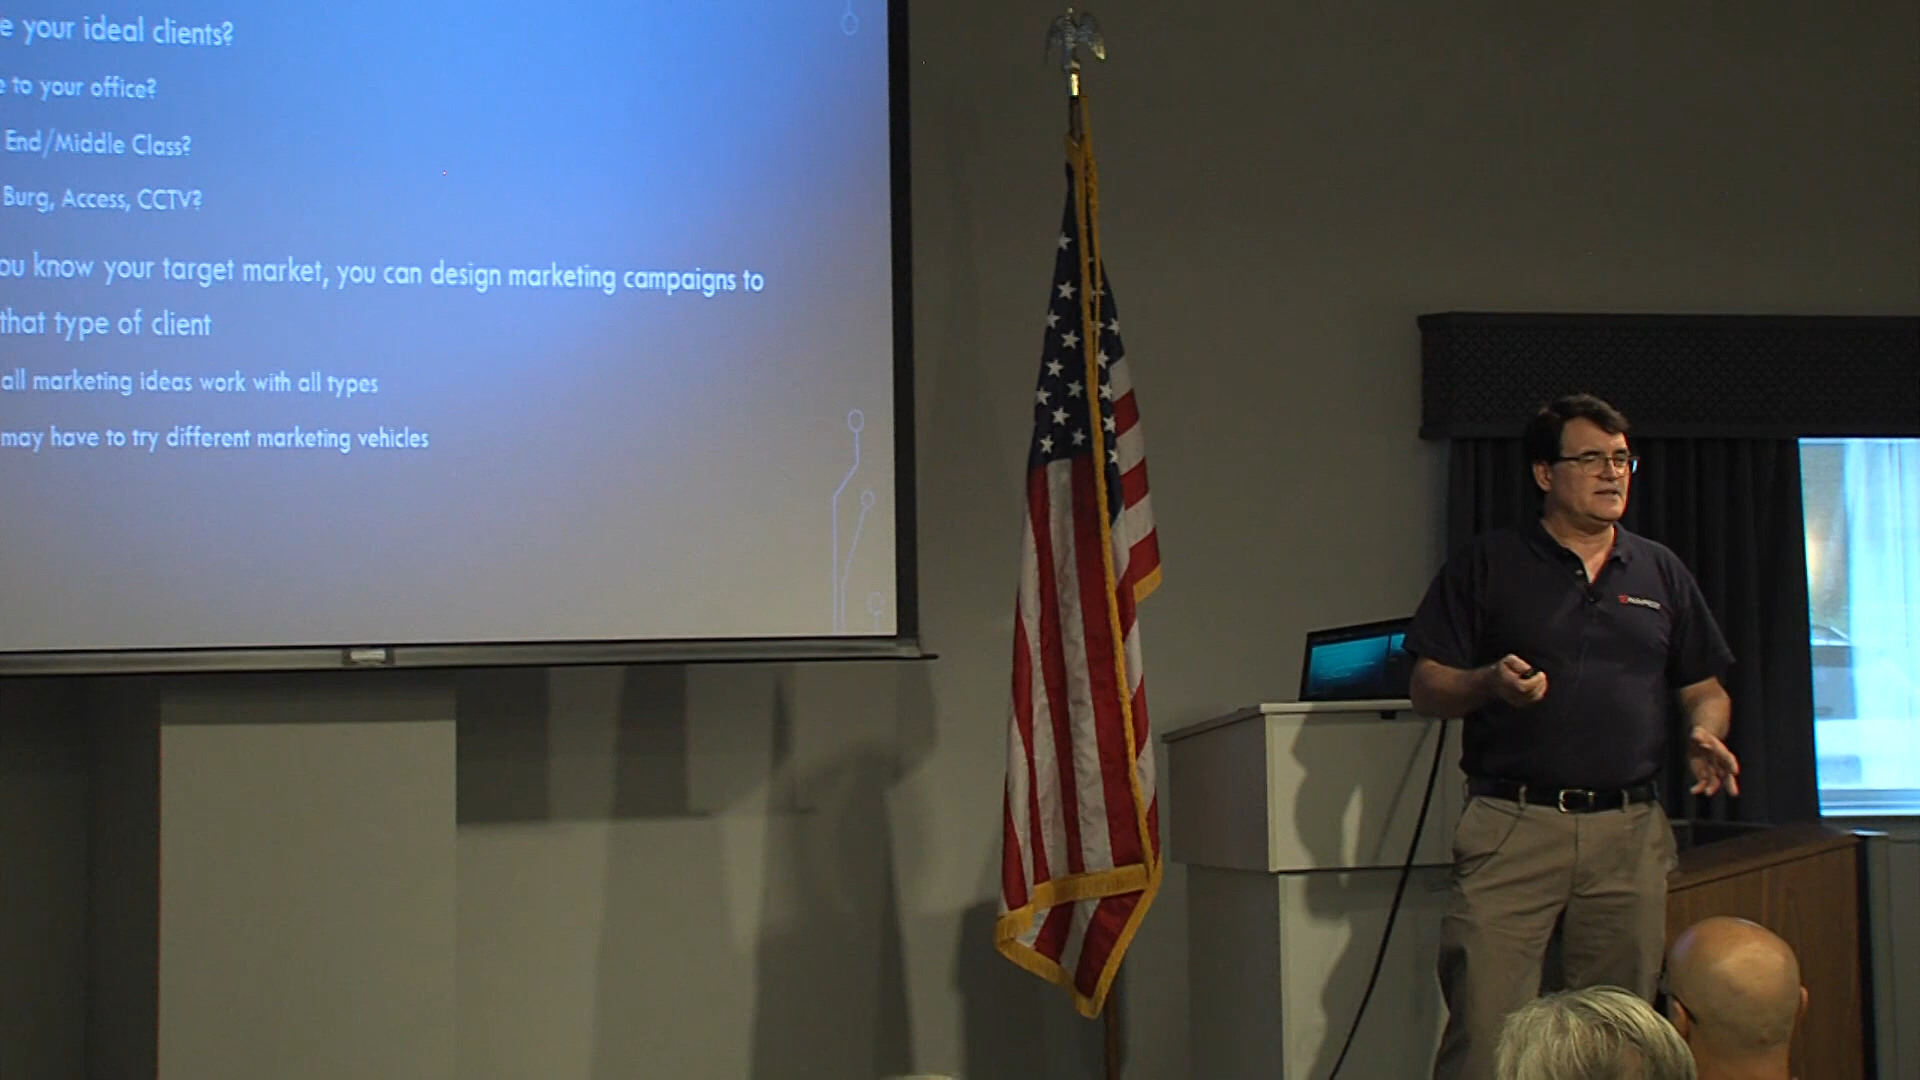 e your ideal clients?
e to your office?
End/Middle Class?
Burg, Access, CCTV?
ou know your target market, you can design marketing campaigns to
that type of client
all marketing ideas work with all types
may have to try different marketing vehicles